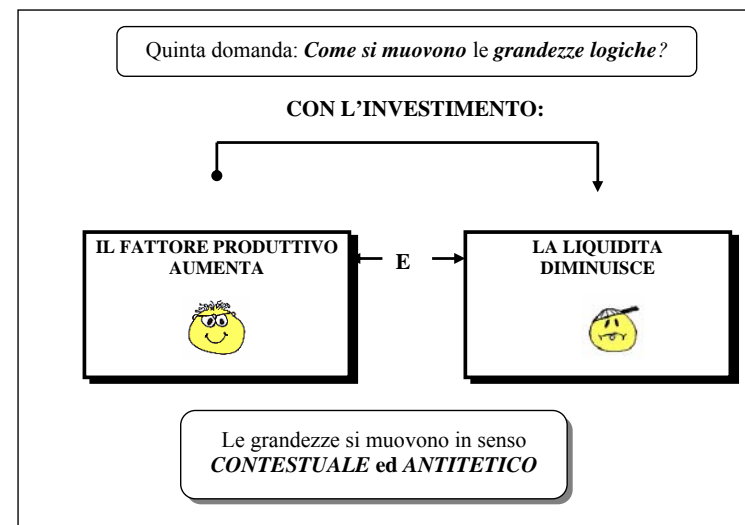 Quinta domanda: Come si muovono le grandezze logiche?
CON L'INVESTIMENTO:
IL FATTORE PRODUTTIVO
AUMENTA
E
LA LIQUIDITA
DIMINUISCE
Le grandezze si muovono in senso
CONTESTUALE ed ANTITETICO